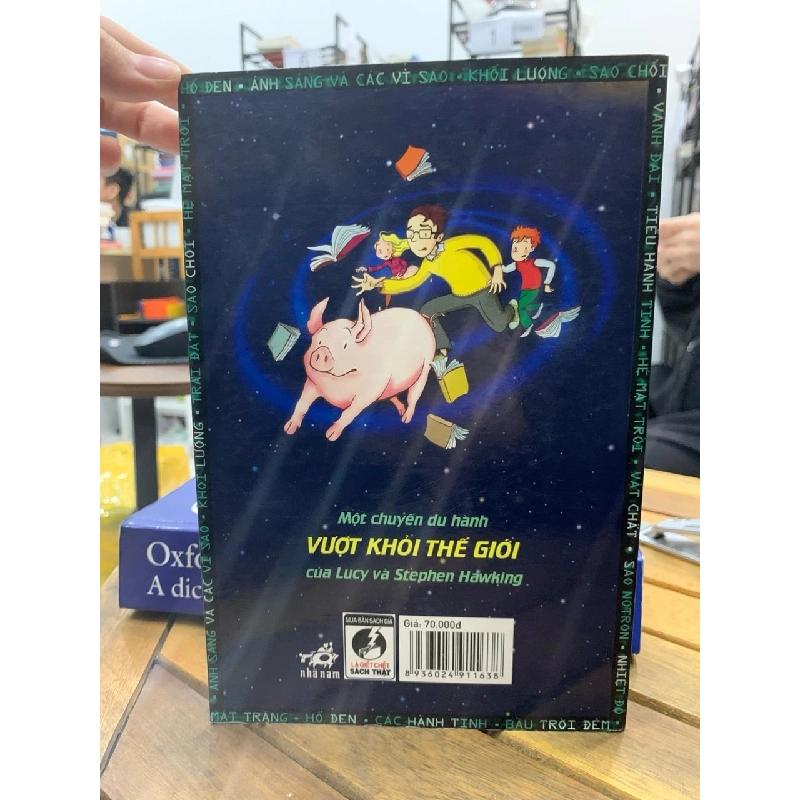 HỐ ĐEN • ÁNH SÁNG VÀ CÁC VÌ SAO • KHỐI LƯỢNG • SAO CHỔI
• VÀNH ĐAI • TIỂU HÀNH TINH • HỆ MẶT TRỜI • VẬT CHẤT • SAO NƠTRON • NHIỆT ĐỘ
• ÁNH SÁNG VÀ CÁC VÌ SAO • KHỐI LƯỢNG • TRÁI ĐẤT • SAO CHỔI • HỆ MẶT TRỜI •
Một chuyến du hành
VƯỢT KHỎI THẾ GIỚI
của Lucy và Stephen Hawking
nhã nam
MUA BÁN SÁCH GIẢ
LÀ GIẾT CHẾT
SÁCH THẬT
Giá: 70.000đ
8 936024 911638
MẶT TRĂNG • HỐ ĐEN • CÁC HÀNH TINH • BẦU TRỜI ĐÊM
A dic